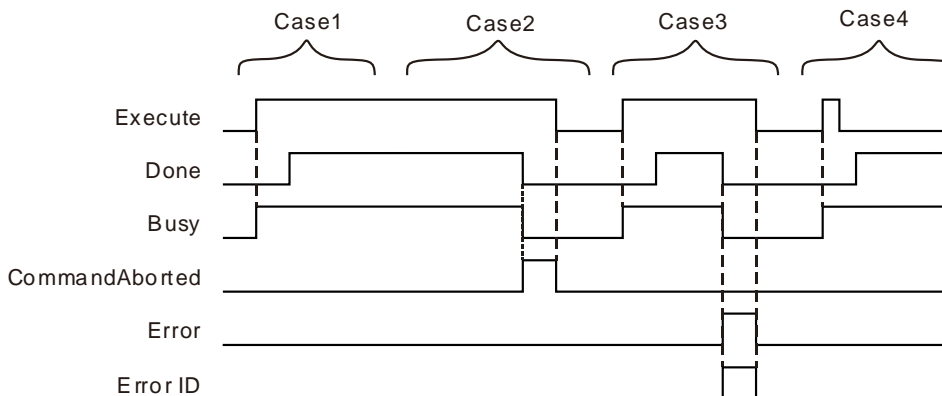 Case1 Case2 Case3 Case4
Execute
Done
Busy
CommandAborted
Error
Error ID